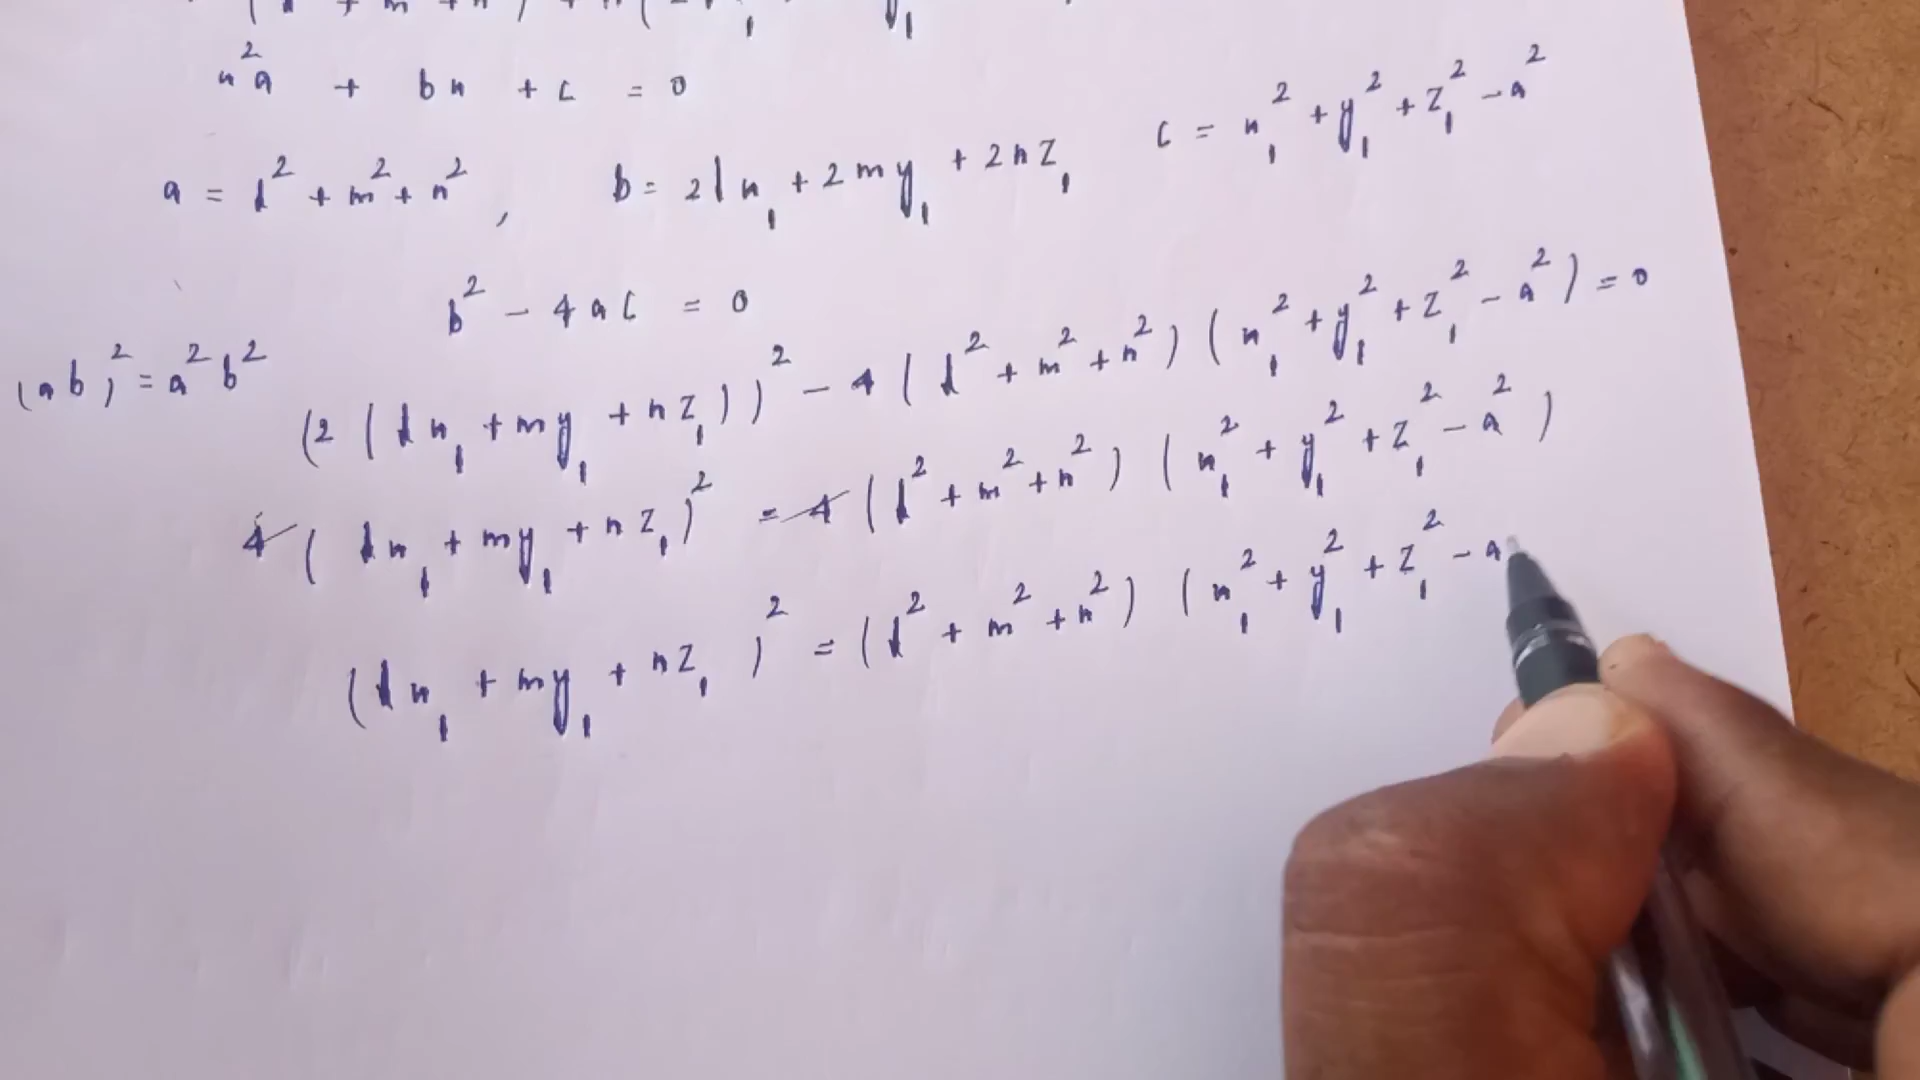 x²a + bx + c = 0
a = l² + m² + n² , b = 2lx₁ + 2my₁ + 2nz₁ c = x₁² + y₁² + z₁² - a²
b² - 4ac = 0
(ab)² = a²b²
(2(lx₁ + my₁ + nz₁))² - 4(l² + m² + n²)(x₁² + y₁² + z₁² - a²) = 0
4(lx₁ + my₁ + nz₁)² = 4(l² + m² + n²)(x₁² + y₁² + z₁² - a²)
(lx₁ + my₁ + nz₁)² = (l² + m² + n²)(x₁² + y₁² + z₁² - a